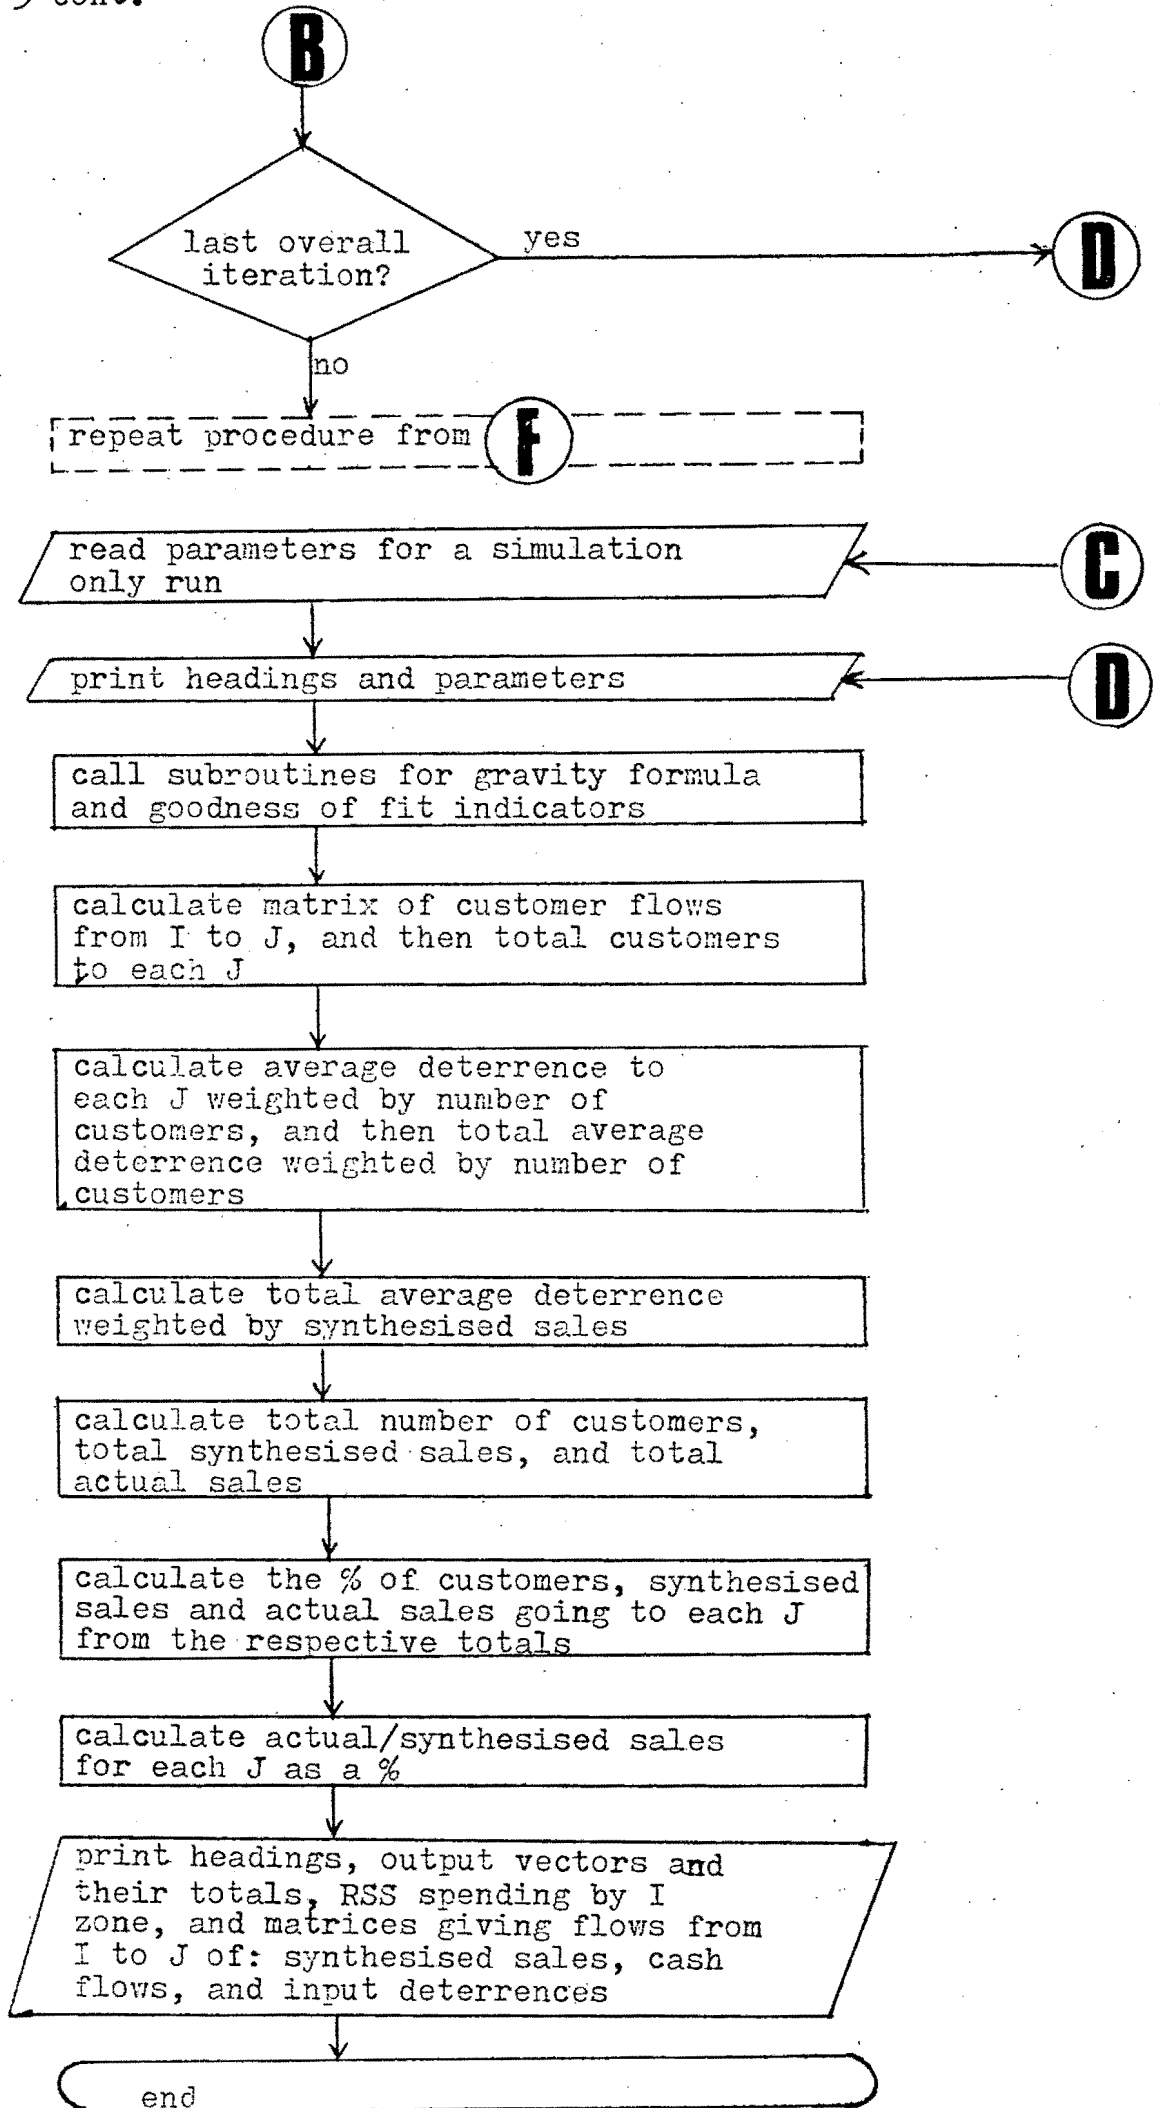 cont.
B
last overall
iteration?
yes
D
no
repeat procedure from F
read parameters for a simulation
only run
C
print headings and parameters
D
call subroutines for gravity formula
and goodness of fit indicators
calculate matrix of customer flows
from I to J, and then total customers
to each J
calculate average deterrence to
each J weighted by number of
customers, and then total average
deterrence weighted by number of
customers
calculate total average deterrence
weighted by synthesised sales
calculate total number of customers,
total synthesised sales, and total
actual sales
calculate the % of customers, synthesised
sales and actual sales going to each J
from the respective totals
calculate actual/synthesised sales
for each J as a %
print headings, output vectors and
their totals, RSS spending by I
zone, and matrices giving flows from
I to J of: synthesised sales, cash
flows, and input deterrences
end